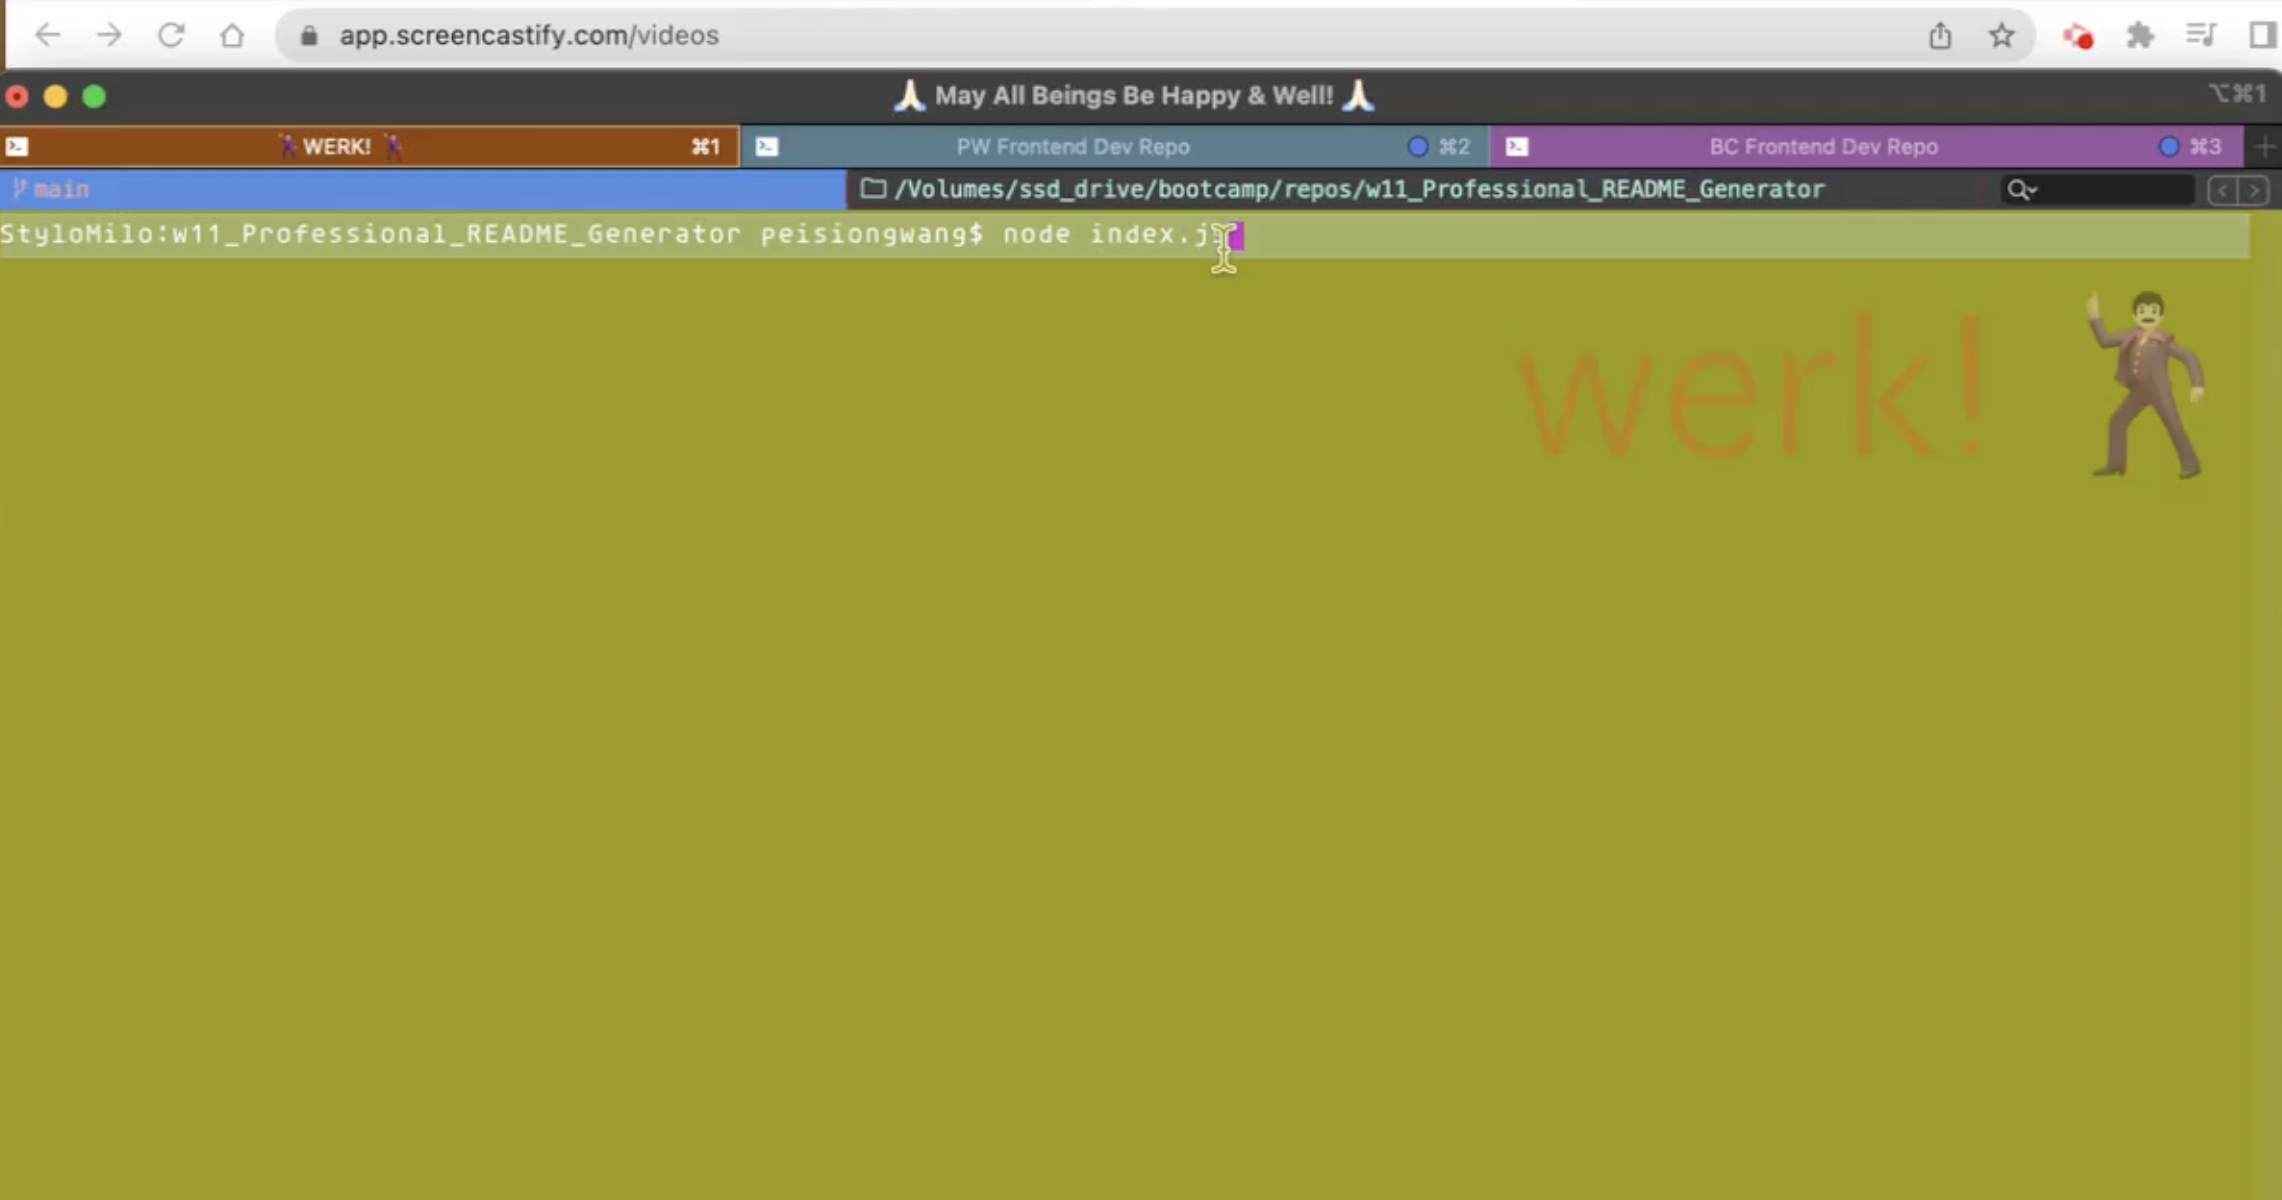 app.screencastify.com/videos
🙏 May All Beings Be Happy & Well! 🙏
⌥⌘1
WERK! ⌘1
PW Frontend Dev Repo ⌘2
BC Frontend Dev Repo ⌘3
main
/Volumes/ssd_drive/bootcamp/repos/w11_Professional_README_Generator
StyloMilo:w11_Professional_README_Generator peisiongwang$ node index.js
werk!